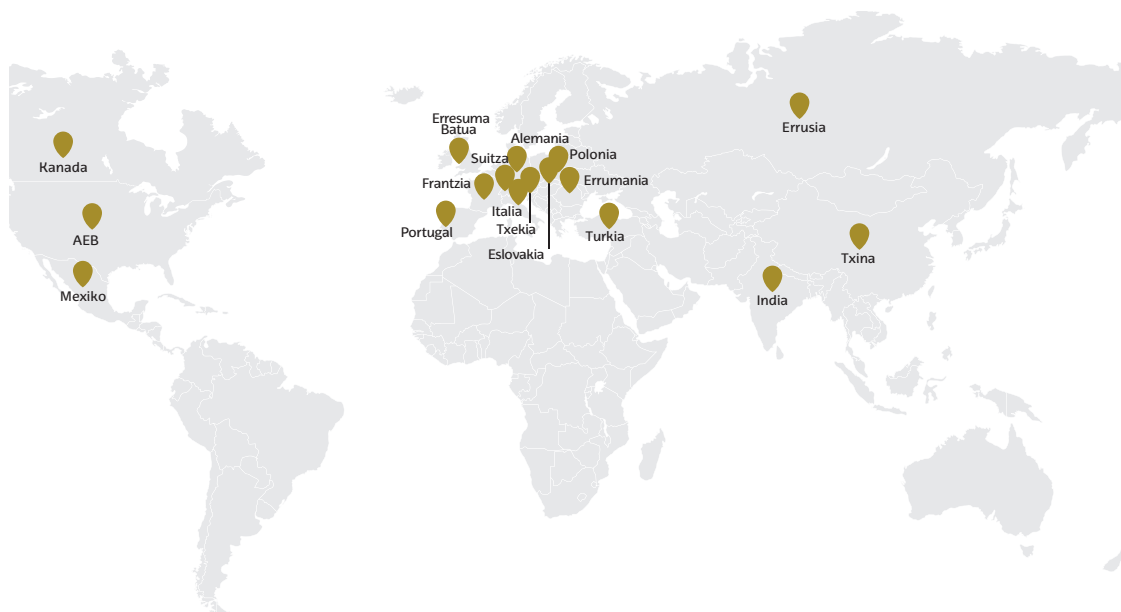 Kanada
AEB
Mexiko
Erresuma
Batua
Alemania
Suitza
Polonia
Frantzia
Errumania
Italia
Portugal
Txekia
Eslovakia
Turkia
Errusia
Txina
India